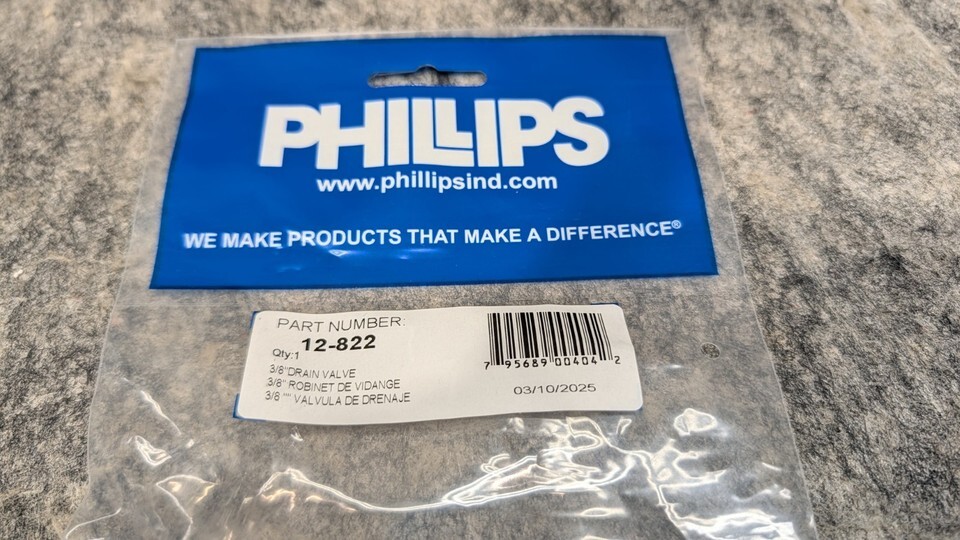 PHILLIPS
www.phillipsind.com
WE MAKE PRODUCTS THAT MAKE A DIFFERENCE®
PART NUMBER:
12-822
Qty:1
3/8"DRAIN VALVE
3/8" ROBINET DE VIDANGE
3/8 "" VALVULA DE DRENAJE
7 95689 00404 2
03/10/2025